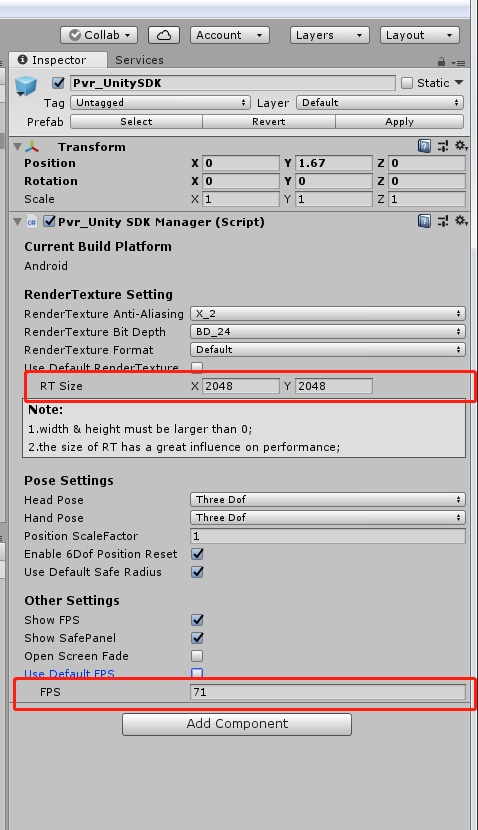 Collab Account Layers Layout
Inspector Services
Pvr_UnitySDK Static
Tag Untagged Layer Default
Prefab Select Revert Apply
Transform
Position X 0 Y 1.67 Z 0
Rotation X 0 Y 0 Z 0
Scale X 1 Y 1 Z 1
Pvr_Unity SDK Manager (Script)
Current Build Platform
Android
RenderTexture Setting
RenderTexture Anti-Aliasing X_2
RenderTexture Bit Depth BD_24
RenderTexture Format Default
Use Default RenderTexture
RT Size X 2048 Y 2048
Note:
1.width & height must be larger than 0;
2.the size of RT has a great influence on performance;
Pose Settings
Head Pose Three Dof
Hand Pose Three Dof
Position ScaleFactor 1
Enable 6Dof Position Reset
Use Default Safe Radius
Other Settings
Show FPS
Show SafePanel
Open Screen Fade
Use Default FPS
FPS 71
Add Component